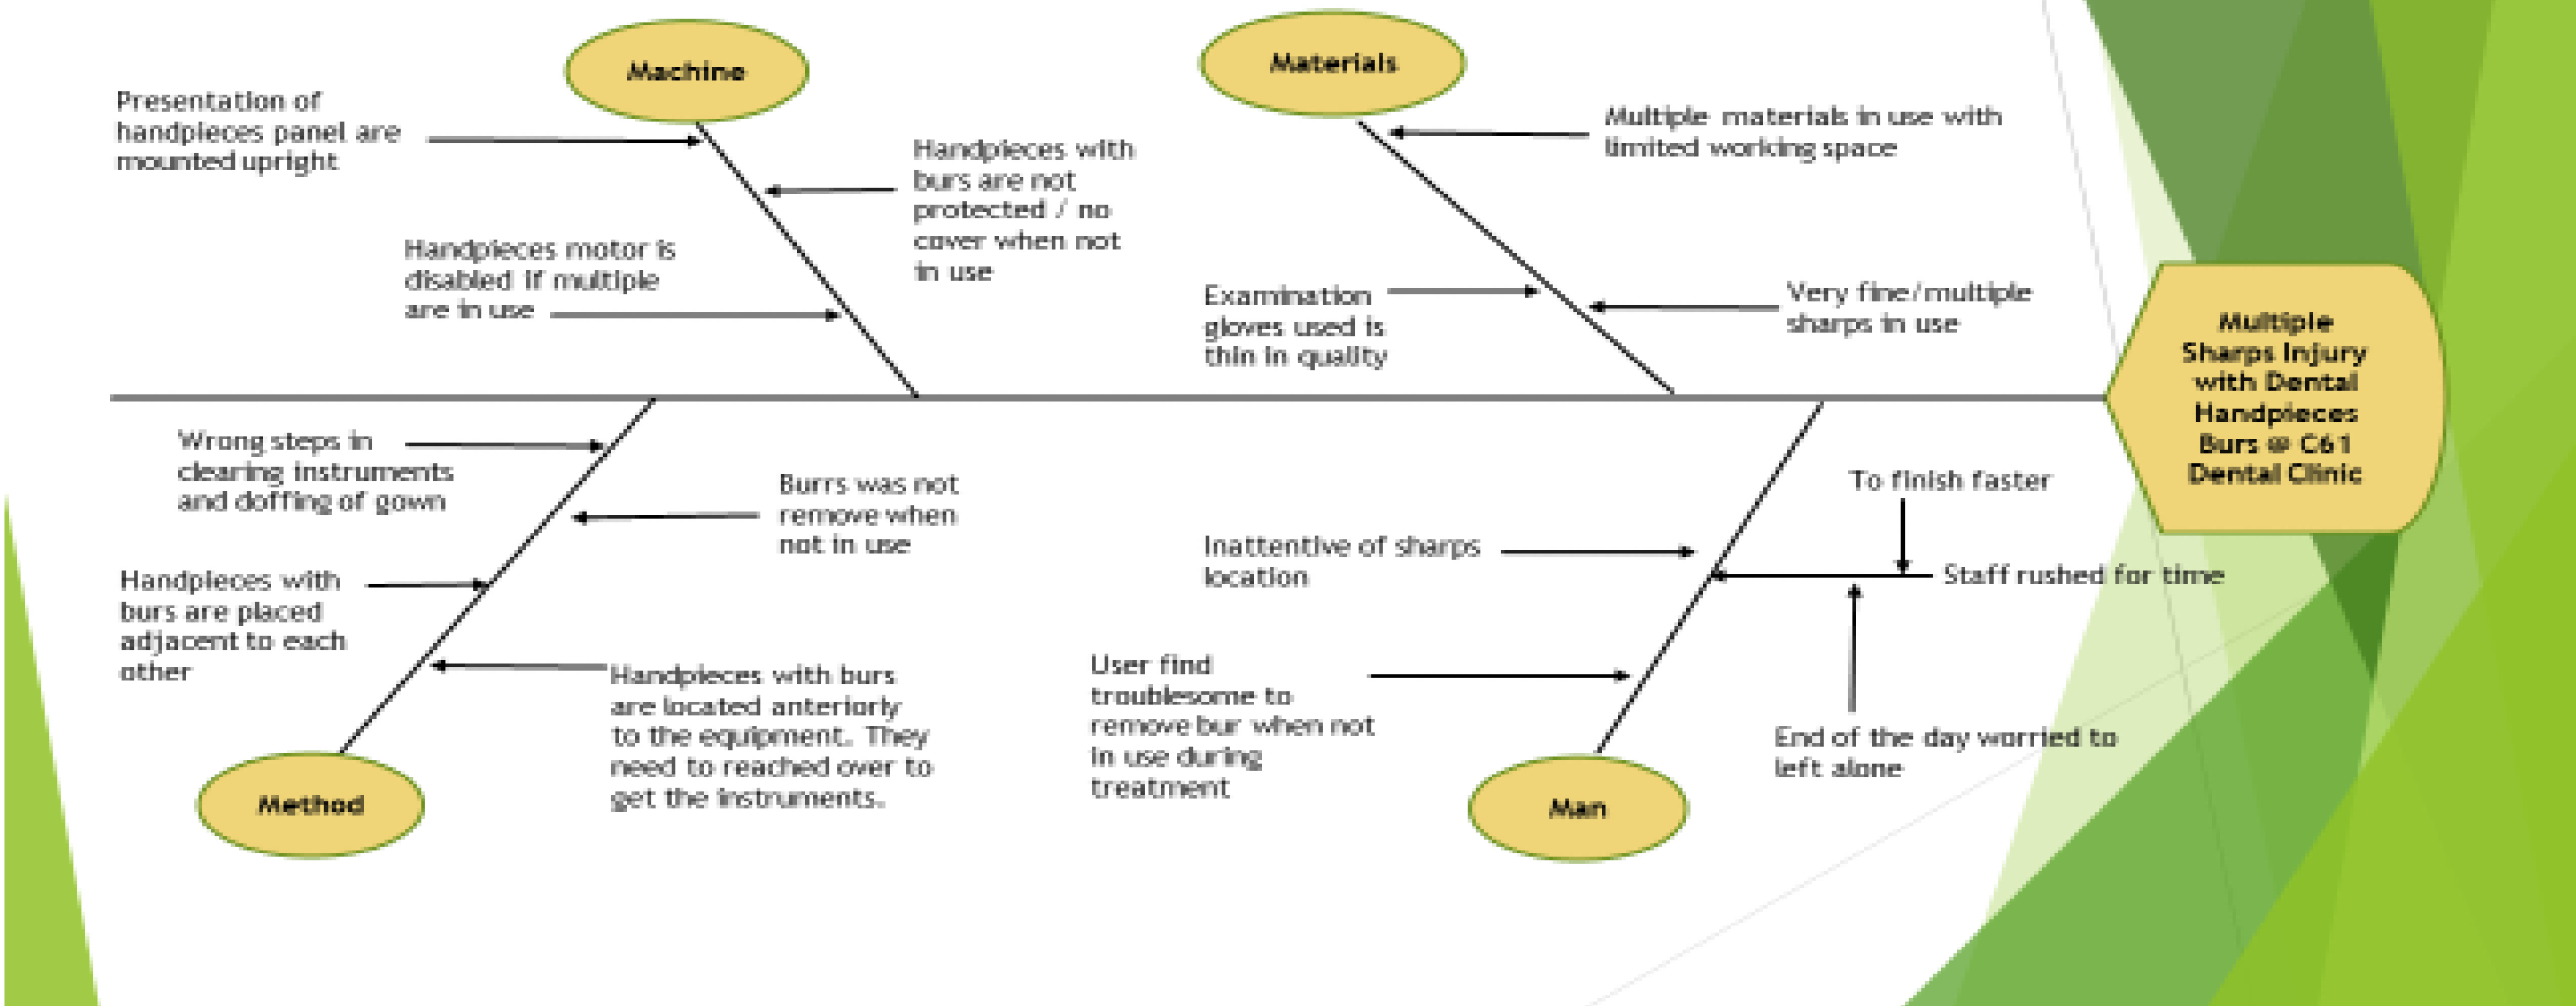 Machine
Presentation of
handpieces panel are
mounted upright
Handpieces with
burs are not
protected / no
cover when not
in use
Handpieces motor is
disabled if multiple
are in use
Materials
Multiple materials in use with
limited working space
Examination
gloves used is
thin in quality
Very fine/multiple
sharps in use
Multiple
Sharps Injury
with Dental
Handpieces
Burs @ C61
Dental Clinic
Wrong steps in
clearing instruments
and doffing of gown
Burrs was not
remove when
not in use
Handpieces with
burs are placed
adjacent to each
other
Handpieces with burs
are located anteriorly
to the equipment. They
need to reached over to
get the instruments.
Method
To finish faster
Inattentive of sharps
location
Staff rushed for time
User find
troublesome to
remove bur when not
in use during
treatment
End of the day worried to
left alone
Man